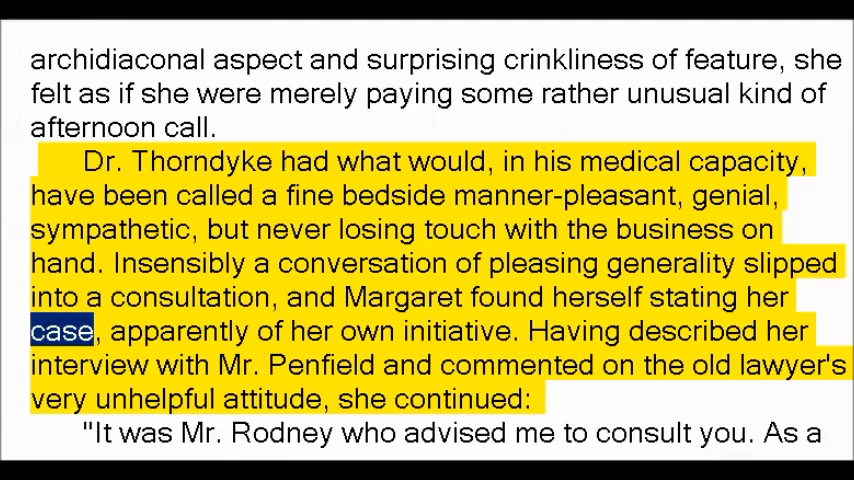 archidiaconal aspect and surprising crinkliness of feature, she
felt as if she were merely paying some rather unusual kind of
afternoon call.
Dr. Thorndyke had what would, in his medical capacity,
have been called a fine bedside manner-pleasant, genial,
sympathetic, but never losing touch with the business on
hand. Insensibly a conversation of pleasing generality slipped
into a consultation, and Margaret found herself stating her
case, apparently of her own initiative. Having described her
interview with Mr. Penfield and commented on the old lawyer's
very unhelpful attitude, she continued:
"It was Mr. Rodney who advised me to consult you. As a